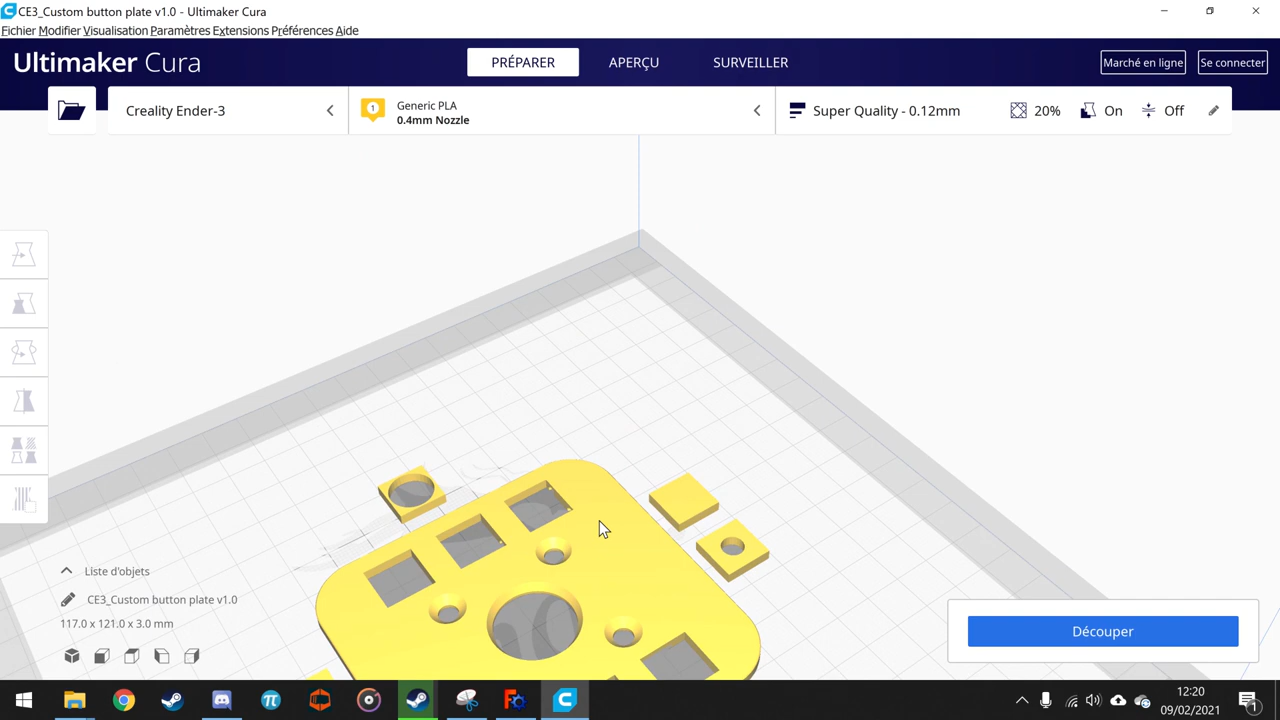 CE3_Custom button plate v1.0 - Ultimaker Cura
Fichier Modifier Visualisation Paramètres Extensions Préférences Aide
Ultimaker Cura
PRÉPARER
APERÇU
SURVEILLER
Marché en ligne
Se connecter
Creality Ender-3
1
Generic PLA
0.4mm Nozzle
Super Quality - 0.12mm
20%
On
Off
Liste d'objets
CE3_Custom button plate v1.0
117.0 x 121.0 x 3.0 mm
Découper
12:20
09/02/2021
1